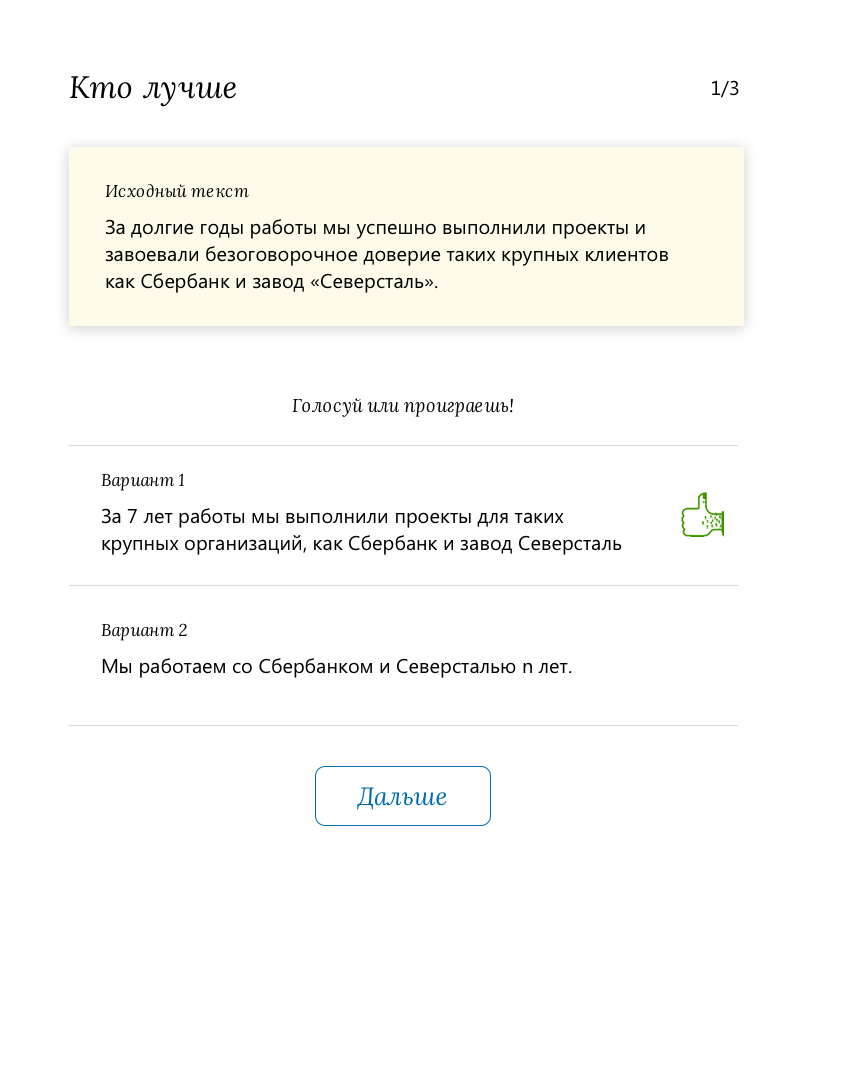 Кто лучше
1/3
Исходный текст
За долгие годы работы мы успешно выполнили проекты и
завоевали безоговорочное доверие таких крупных клиентов
как Сбербанк и завод «Северсталь».
Голосуй или проиграешь!
Вариант 1
За 7 лет работы мы выполнили проекты для таких
крупных организаций, как Сбербанк и завод Северсталь
Вариант 2
Мы работаем со Сбербанком и Северсталью n лет.
Дальше